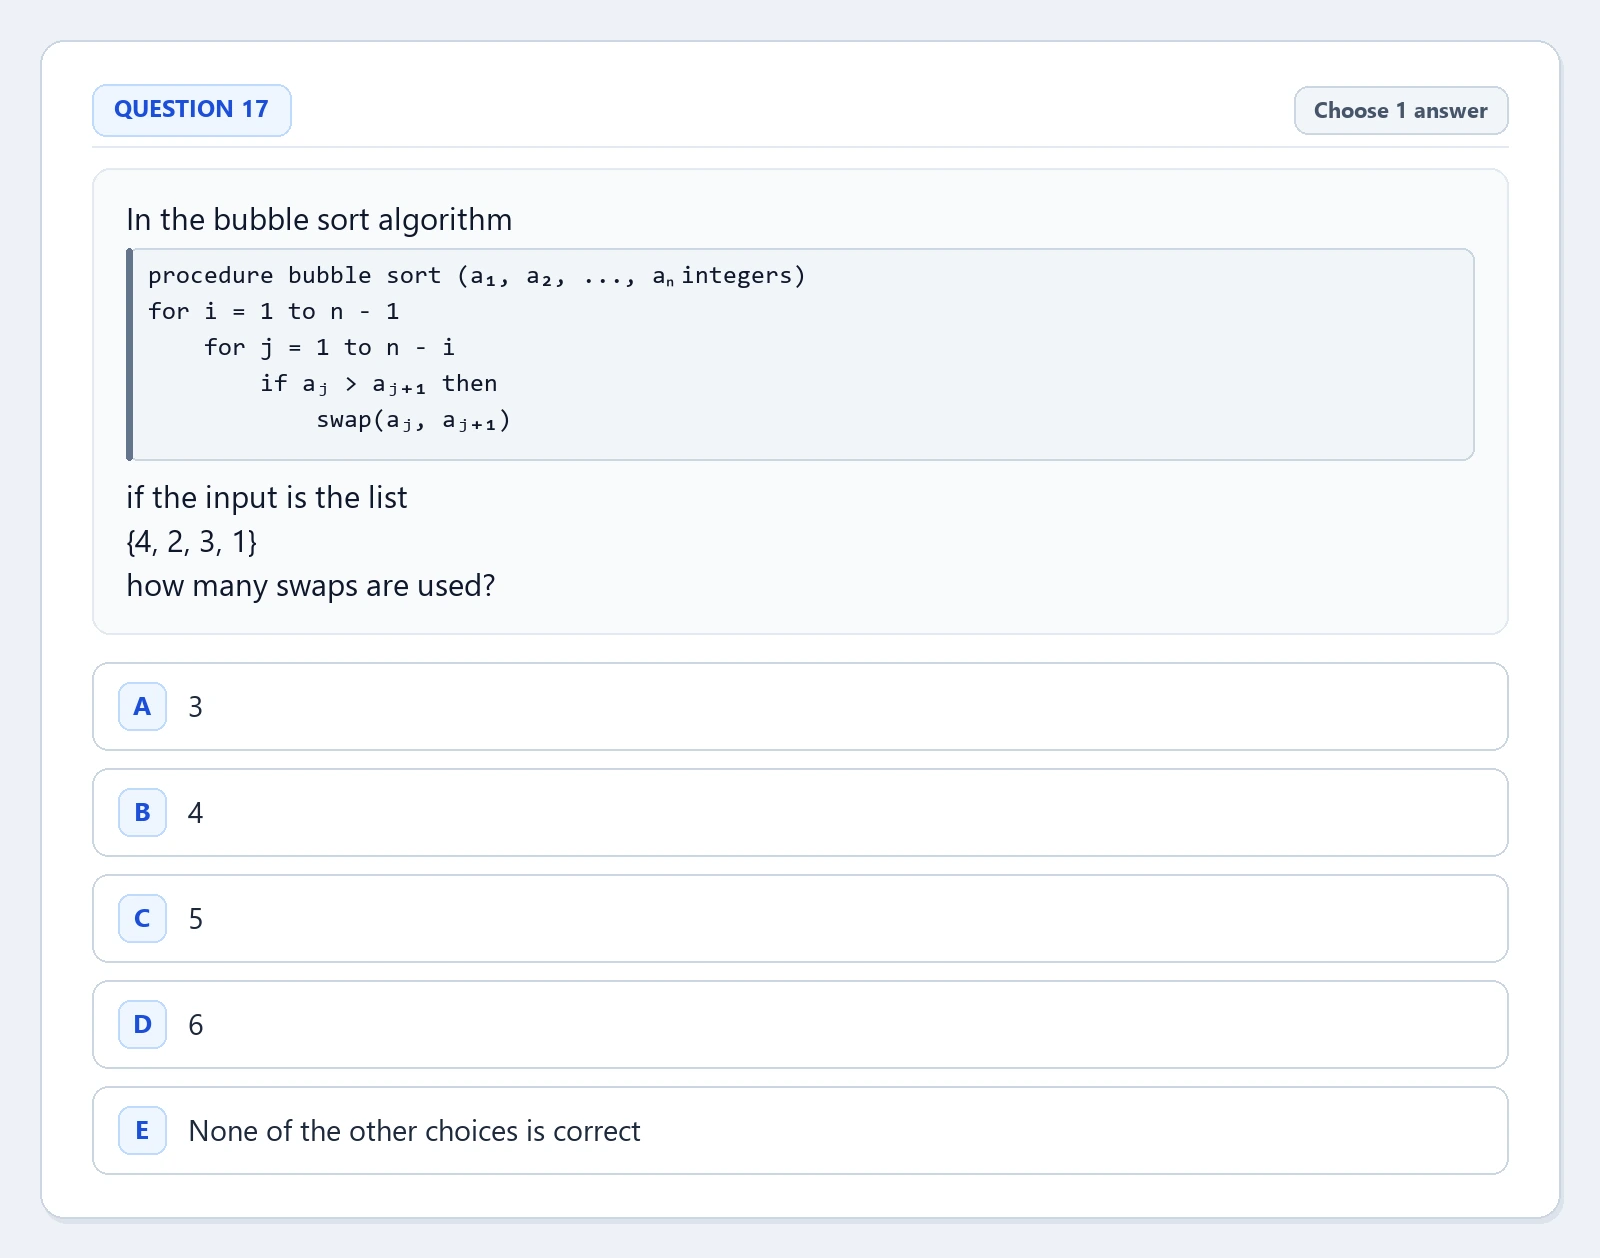 QUESTION 17
Choose 1 answer
In the bubble sort algorithm
procedure bubble sort (a₁, a₂, ..., aₙ integers)
for i = 1 to n - 1
    for j = 1 to n - i
        if aⱼ > aⱼ₊₁ then
            swap(aⱼ, aⱼ₊₁)
if the input is the list
{4, 2, 3, 1}
how many swaps are used?
A 3
B 4
C 5
D 6
E None of the other choices is correct